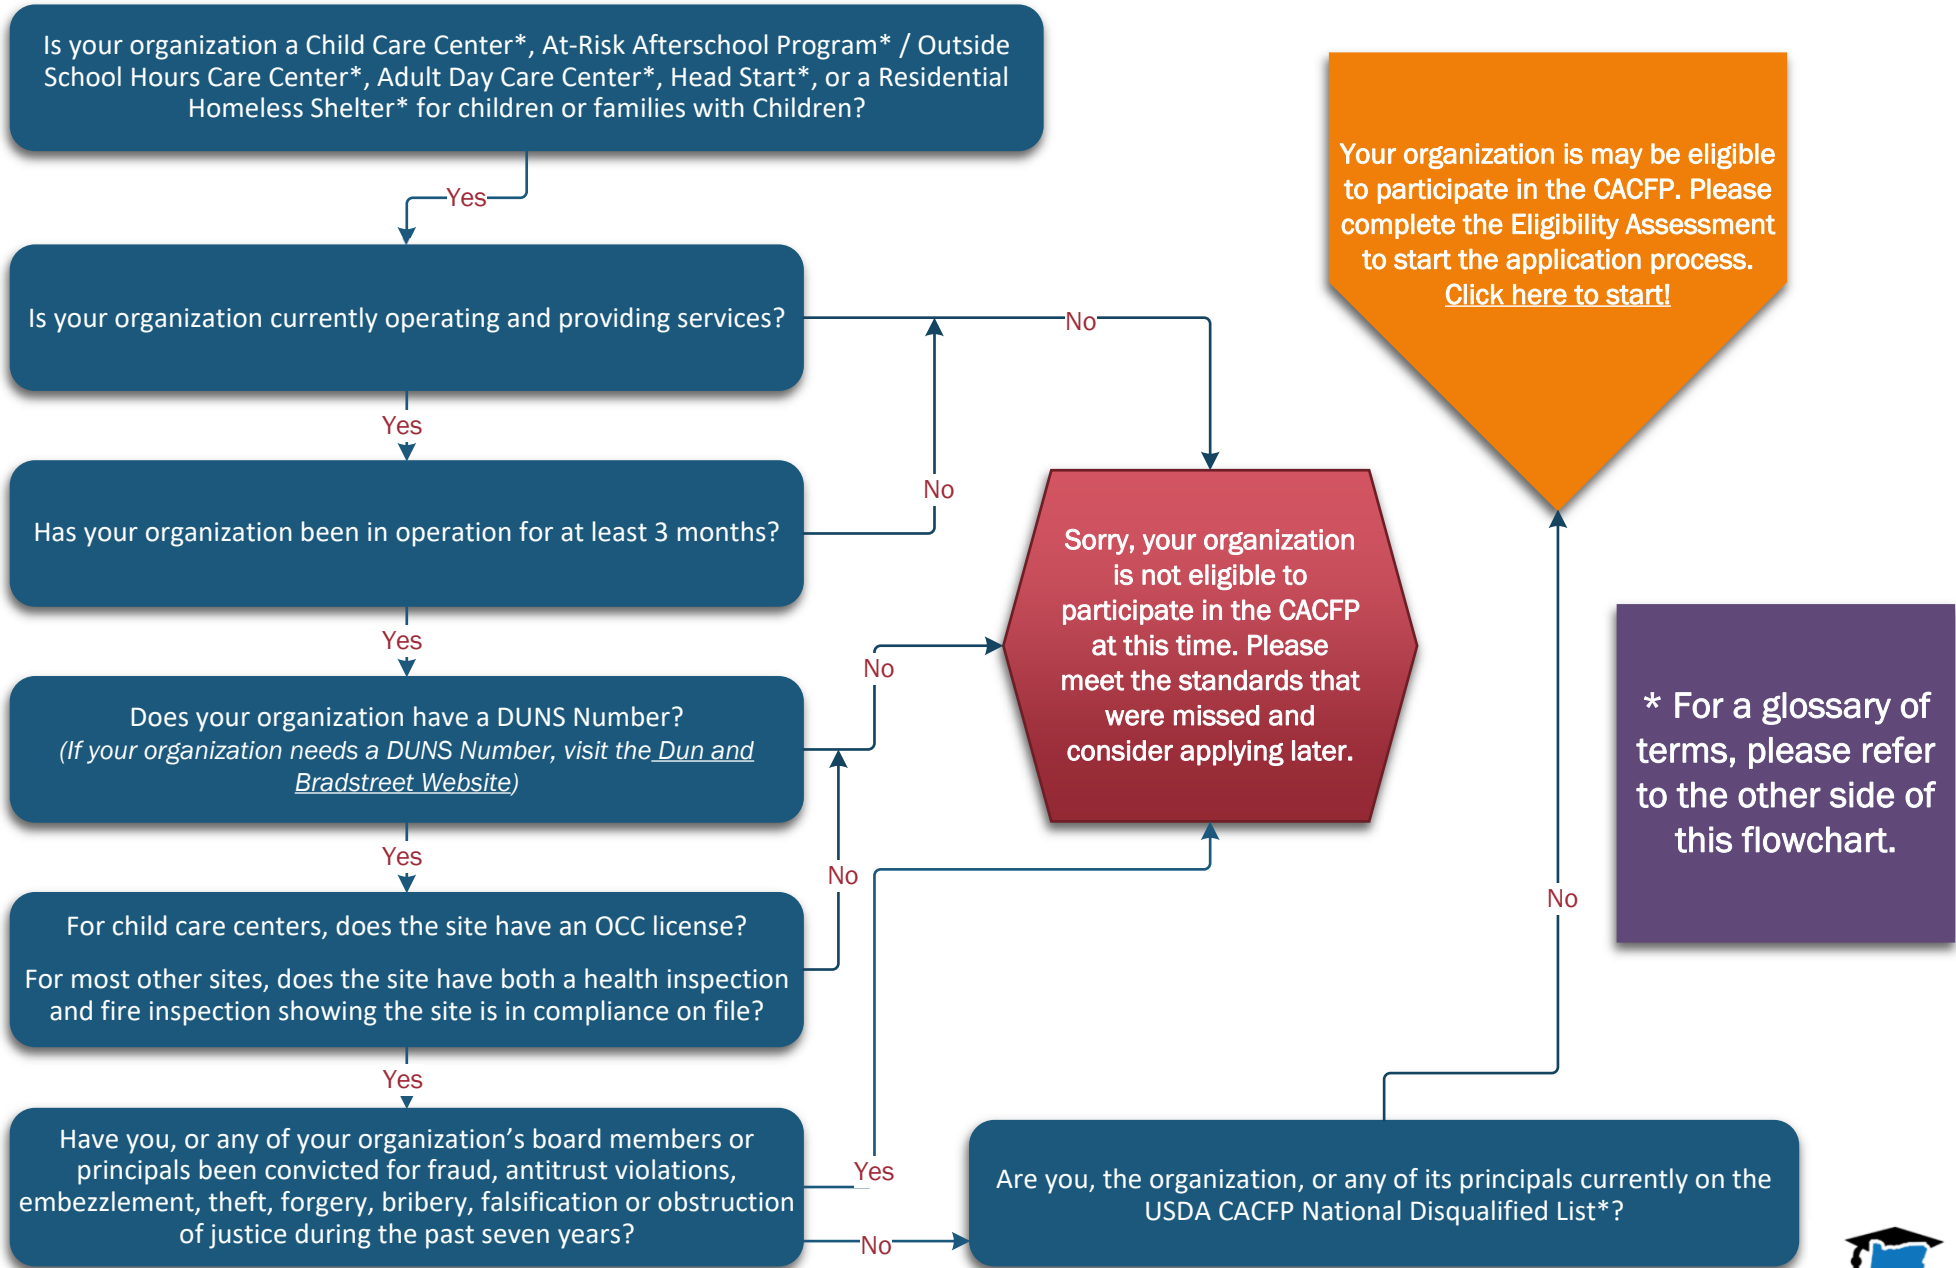 Is your organization a Child Care Center*, At-Risk Afterschool Program* / Outside
School Hours Care Center*, Adult Day Care Center*, Head Start*, or a Residential
Homeless Shelter* for children or families with Children?
Yes
Is your organization currently operating and providing services?
No
Yes
Has your organization been in operation for at least 3 months?
No
Yes
Does your organization have a DUNS Number?
(If your organization needs a DUNS Number, visit the Dun and
Bradstreet Website)
No
Yes
For child care centers, does the site have an OCC license?
For most other sites, does the site have both a health inspection
and fire inspection showing the site is in compliance on file?
No
Yes
Have you, or any of your organization’s board members or
principals been convicted for fraud, antitrust violations,
embezzlement, theft, forgery, bribery, falsification or obstruction
of justice during the past seven years?
Yes
No
Are you, the organization, or any of its principals currently on the
USDA CACFP National Disqualified List*?
No
Sorry, your organization
is not eligible to
participate in the CACFP
at this time. Please
meet the standards that
were missed and
consider applying later.
Your organization is may be eligible
to participate in the CACFP. Please
complete the Eligibility Assessment
to start the application process.
Click here to start!
* For a glossary of
terms, please refer
to the other side of
this flowchart.